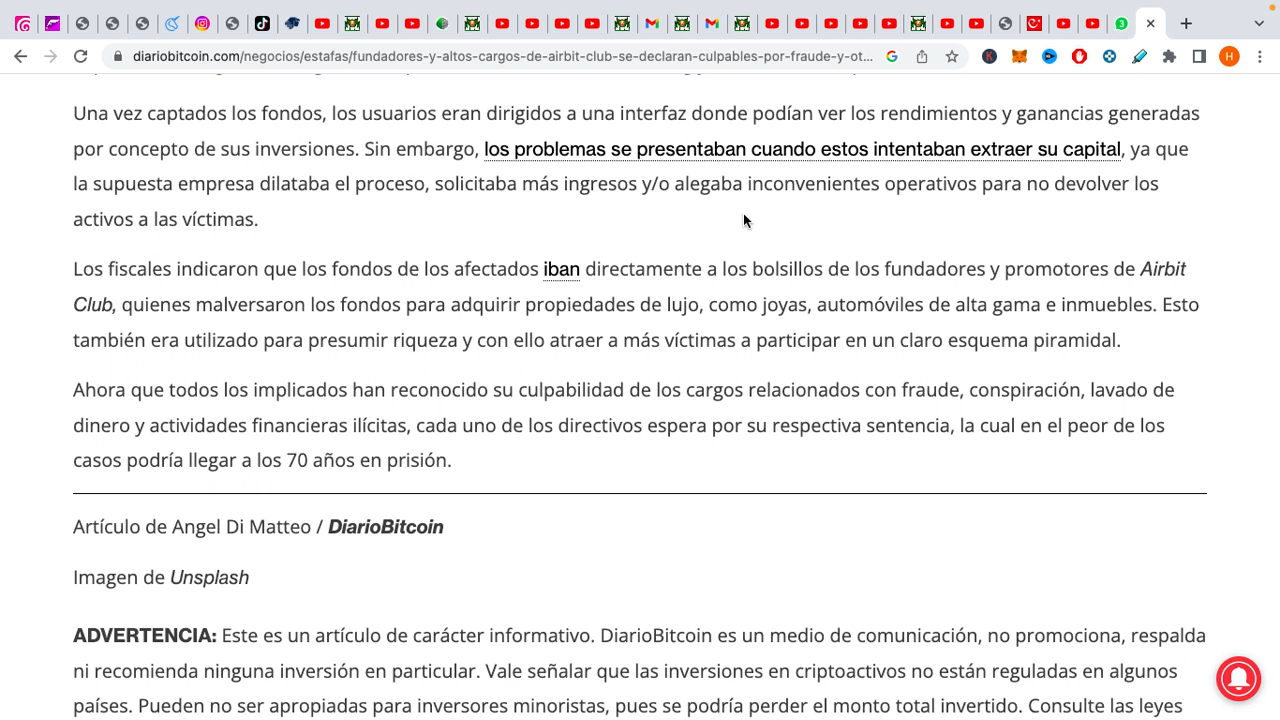 diariobitcoin.com/negocios/estafas/fundadores-y-altos-cargos-de-airbit-club-se-declaran-culpables-por-fraude-y-ot...
H
3
Una vez captados los fondos, los usuarios eran dirigidos a una interfaz donde podían ver los rendimientos y ganancias generadas
por concepto de sus inversiones. Sin embargo, los problemas se presentaban cuando estos intentaban extraer su capital, ya que
la supuesta empresa dilataba el proceso, solicitaba más ingresos y/o alegaba inconvenientes operativos para no devolver los
activos a las víctimas.
Los fiscales indicaron que los fondos de los afectados iban directamente a los bolsillos de los fundadores y promotores de Airbit
Club, quienes malversaron los fondos para adquirir propiedades de lujo, como joyas, automóviles de alta gama e inmuebles. Esto
también era utilizado para presumir riqueza y con ello atraer a más víctimas a participar en un claro esquema piramidal.
Ahora que todos los implicados han reconocido su culpabilidad de los cargos relacionados con fraude, conspiración, lavado de
dinero y actividades financieras ilícitas, cada uno de los directivos espera por su respectiva sentencia, la cual en el peor de los
casos podría llegar a los 70 años en prisión.
Artículo de Angel Di Matteo / DiarioBitcoin
Imagen de Unsplash
ADVERTENCIA: Este es un artículo de carácter informativo. DiarioBitcoin es un medio de comunicación, no promociona, respalda
ni recomienda ninguna inversión en particular. Vale señalar que las inversiones en criptoactivos no están reguladas en algunos
países. Pueden no ser apropiadas para inversores minoristas, pues se podría perder el monto total invertido. Consulte las leyes